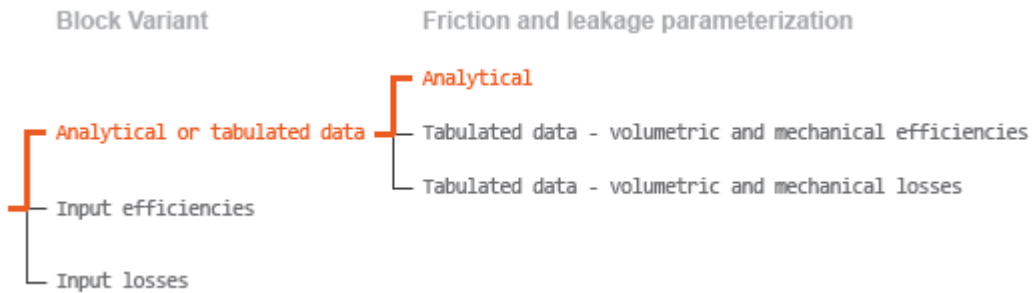 Block Variant
Friction and leakage parameterization
Analytical
Analytical or tabulated data
Tabulated data - volumetric and mechanical efficiencies
Tabulated data - volumetric and mechanical losses
Input efficiencies
Input losses